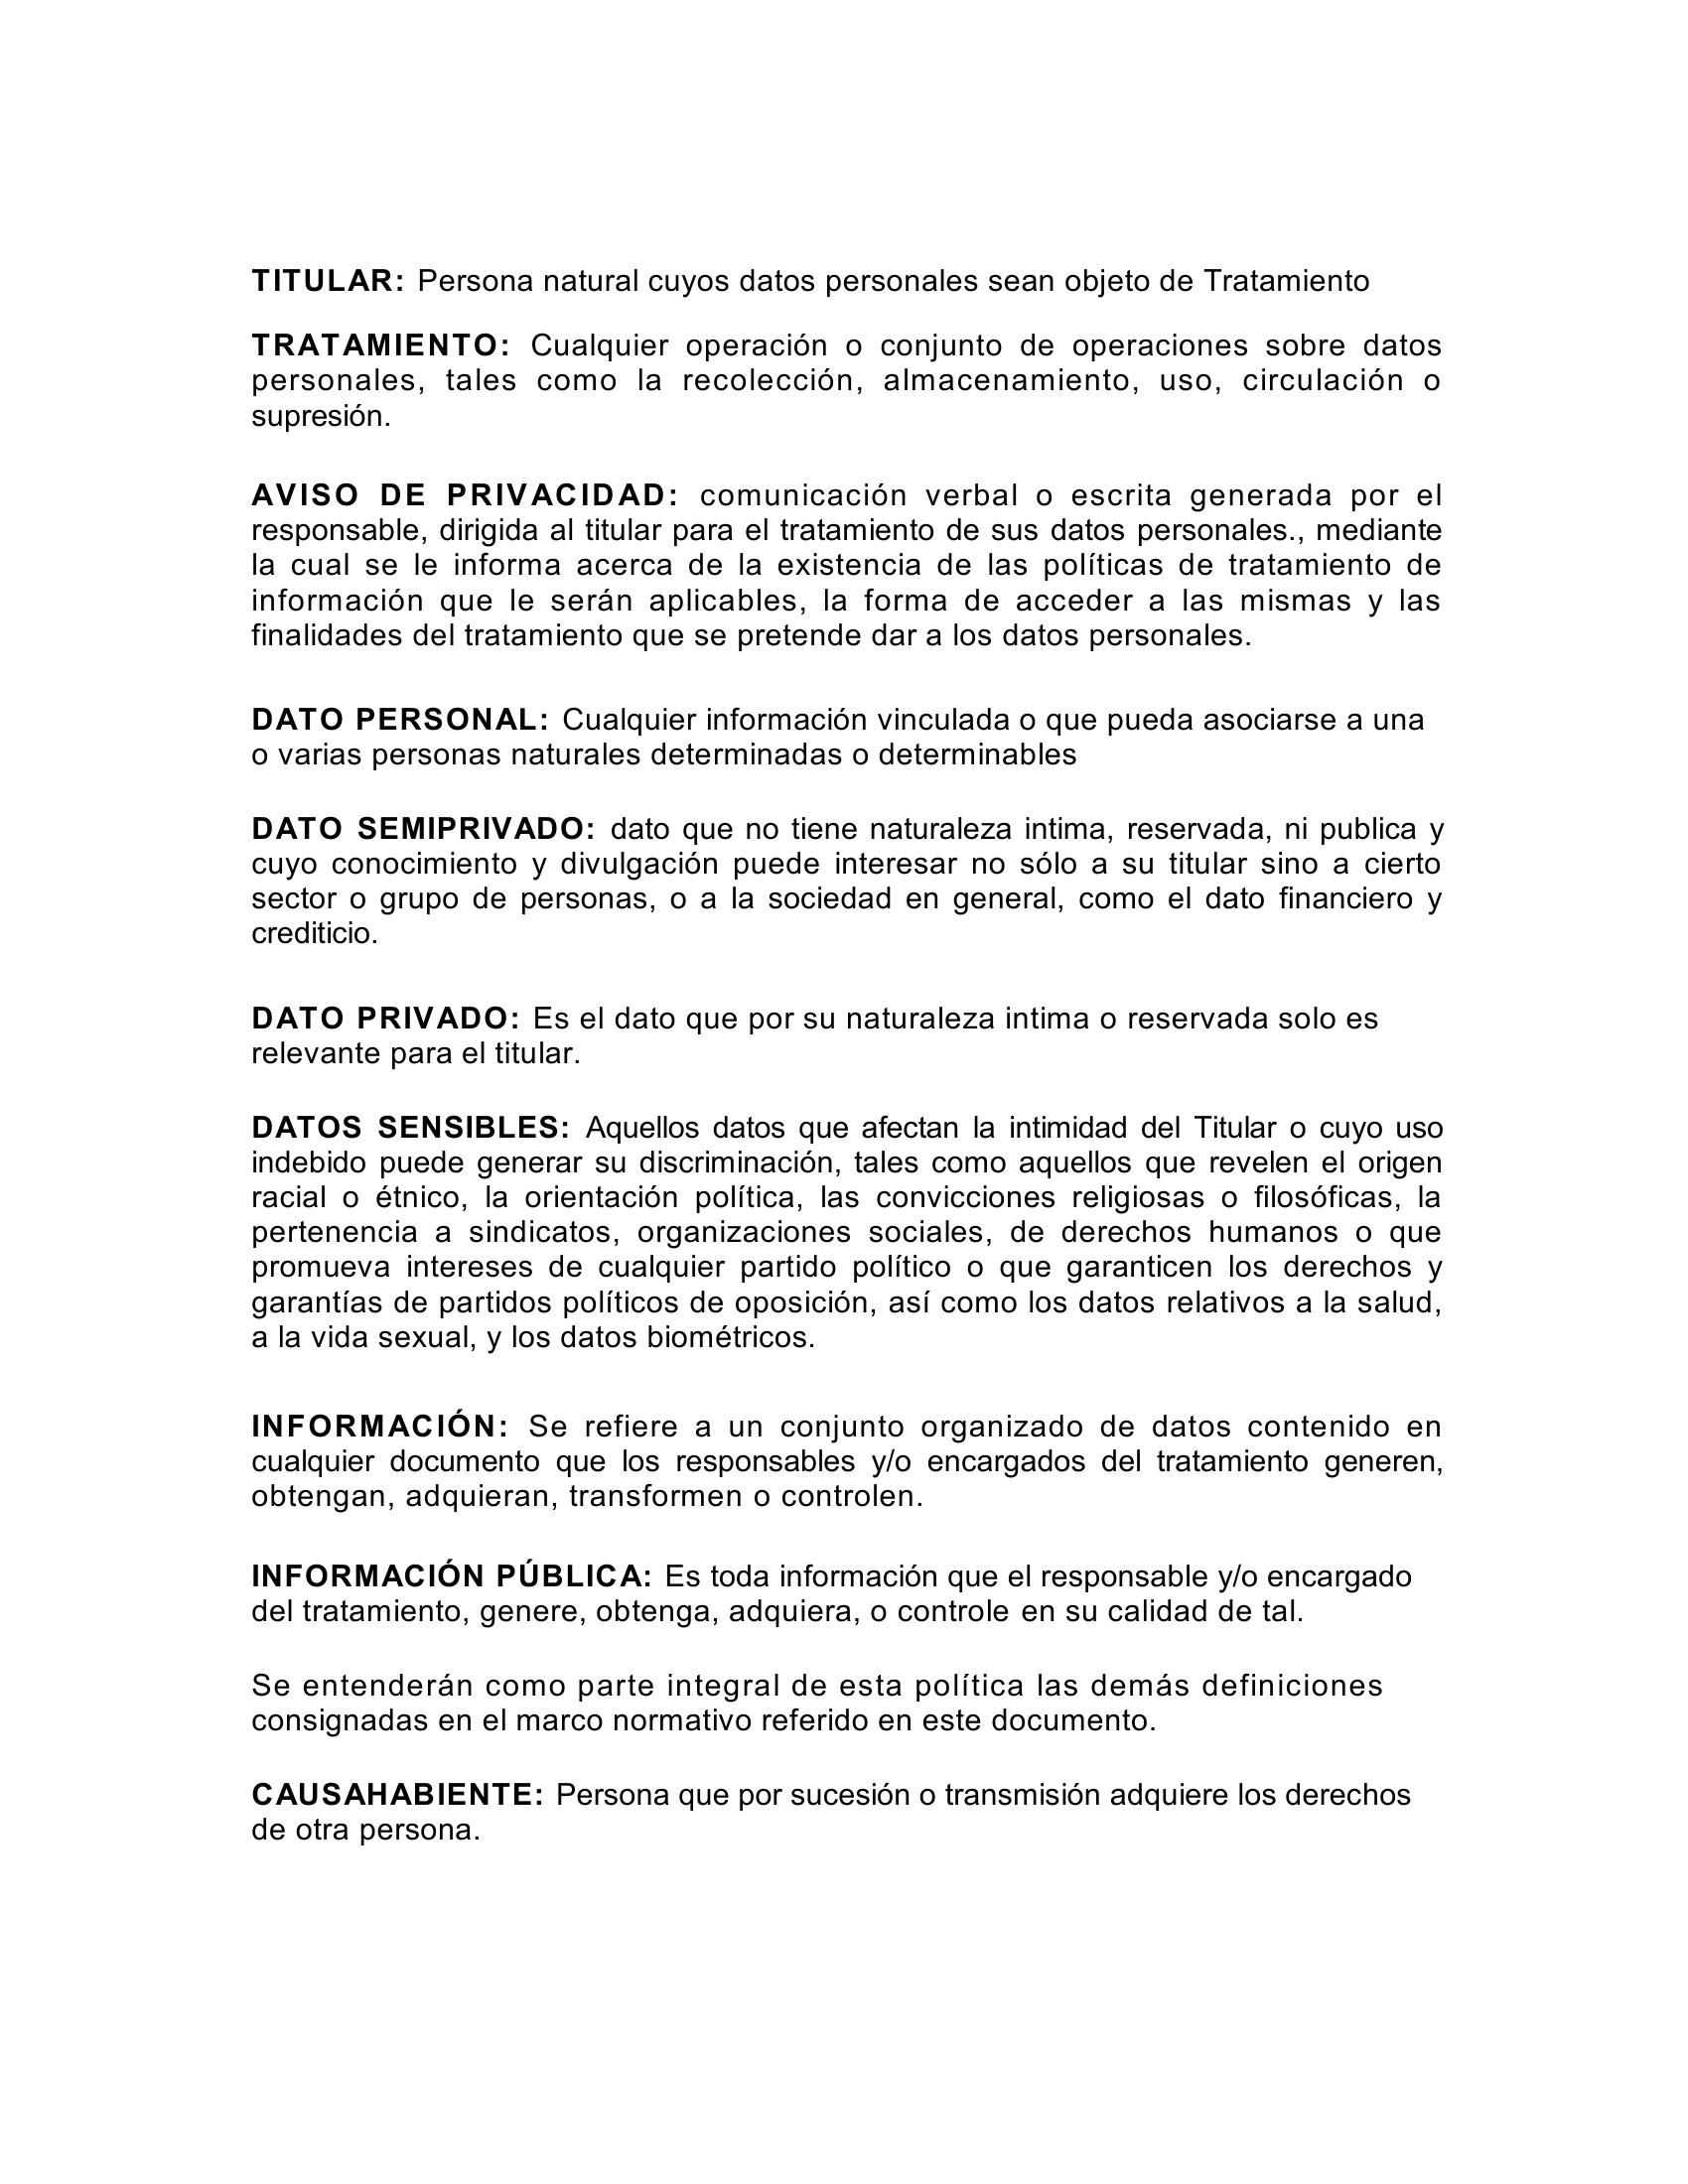 TITULAR: Persona natural cuyos datos personales sean objeto de Tratamiento
TRATAMIENTO: Cualquier operación o conjunto de operaciones sobre datos
personales, tales como la recolección, almacenamiento, uso, circulación o
supresión.
AVISO DE PRIVACIDAD: comunicación verbal o escrita generada por el
responsable, dirigida al titular para el tratamiento de sus datos personales., mediante
la cual se le informa acerca de la existencia de las políticas de tratamiento de
información que le serán aplicables, la forma de acceder a las mismas y las
finalidades del tratamiento que se pretende dar a los datos personales.
DATO PERSONAL: Cualquier información vinculada o que pueda asociarse a una
o varias personas naturales determinadas o determinables
DATO SEMIPRIVADO: dato que no tiene naturaleza intima, reservada, ni publica y
cuyo conocimiento y divulgación puede interesar no sólo a su titular sino a cierto
sector o grupo de personas, o a la sociedad en general, como el dato financiero y
crediticio.
DATO PRIVADO: Es el dato que por su naturaleza intima o reservada solo es
relevante para el titular.
DATOS SENSIBLES: Aquellos datos que afectan la intimidad del Titular o cuyo uso
indebido puede generar su discriminación, tales como aquellos que revelen el origen
racial o étnico, la orientación política, las convicciones religiosas o filosóficas, la
pertenencia a sindicatos, organizaciones sociales, de derechos humanos o que
promueva intereses de cualquier partido político o que garanticen los derechos y
garantías de partidos políticos de oposición, así como los datos relativos a la salud,
a la vida sexual, y los datos biométricos.
INFORMACIÓN: Se refiere a un conjunto organizado de datos contenido en
cualquier documento que los responsables y/o encargados del tratamiento generen,
obtengan, adquieran, transformen o controlen.
INFORMACIÓN PÚBLICA: Es toda información que el responsable y/o encargado
del tratamiento, genere, obtenga, adquiera, o controle en su calidad de tal.
Se entenderán como parte integral de esta política las demás definiciones
consignadas en el marco normativo referido en este documento.
CAUSAHABIENTE: Persona que por sucesión o transmisión adquiere los derechos
de otra persona.